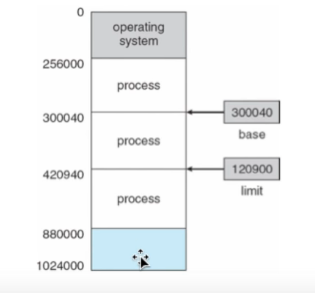 0
operating
system
256000
process
300040
300040
base
process
420940
120900
limit
process
880000
1024000